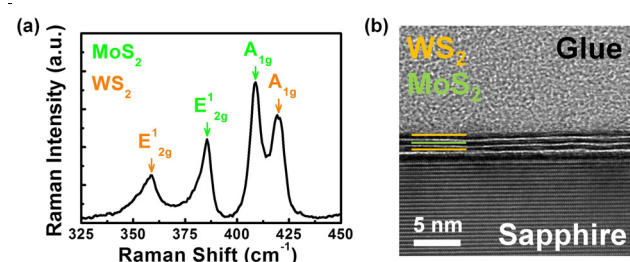 (a)
MoS₂
WS₂
E¹₂g
E¹₂g
A₁g
A₁g
Raman Intensity (a.u.)
325 350 375 400 425 450
Raman Shift (cm⁻¹)
(b)
WS₂
MoS₂
Glue
5 nm
Sapphire